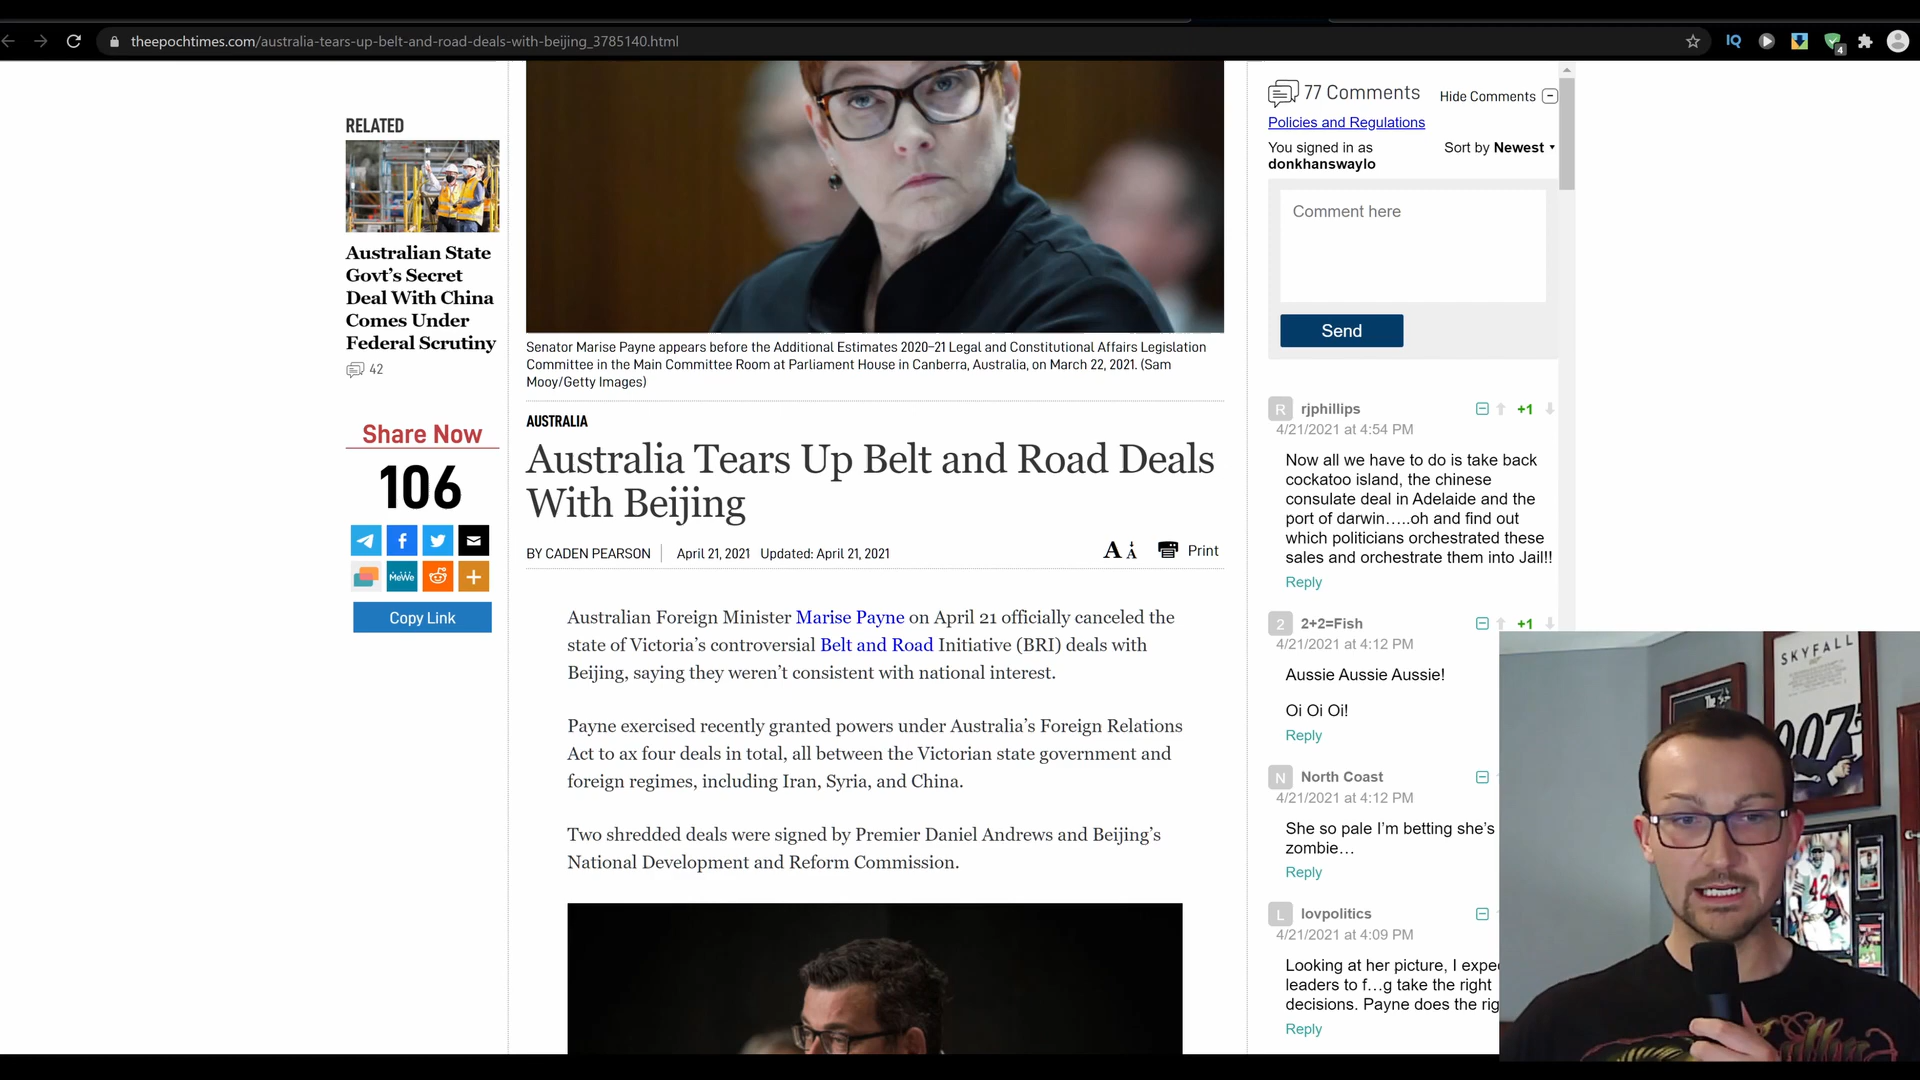 theepochtimes.com/australia-tears-up-belt-and-road-deals-with-beijing_3785140.html
IQ
4
RELATED
Australian State
Govt’s Secret
Deal With China
Comes Under
Federal Scrutiny
42
Share Now
106
MeWe
Copy Link
Senator Marise Payne appears before the Additional Estimates 2020–21 Legal and Constitutional Affairs Legislation
Committee in the Main Committee Room at Parliament House in Canberra, Australia, on March 22, 2021. (Sam
Mooy/Getty Images)
AUSTRALIA
Australia Tears Up Belt and Road Deals
With Beijing
BY CADEN PEARSON April 21, 2021 Updated: April 21, 2021
A A Print
Australian Foreign Minister Marise Payne on April 21 officially canceled the
state of Victoria’s controversial Belt and Road Initiative (BRI) deals with
Beijing, saying they weren’t consistent with national interest.
Payne exercised recently granted powers under Australia’s Foreign Relations
Act to ax four deals in total, all between the Victorian state government and
foreign regimes, including Iran, Syria, and China.
Two shredded deals were signed by Premier Daniel Andrews and Beijing’s
National Development and Reform Commission.
77 Comments Hide Comments
Policies and Regulations
You signed in as
donkhanswaylo
Sort by Newest
Comment here
Send
R rjphillips +1
4/21/2021 at 4:54 PM
Now all we have to do is take back
cockatoo island, the chinese
consulate deal in Adelaide and the
port of darwin…..oh and find out
which politicians orchestrated these
sales and orchestrate them into Jail!!
Reply
2 2+2=Fish +1
4/21/2021 at 4:12 PM
Aussie Aussie Aussie!
Oi Oi Oi!
Reply
N North Coast
4/21/2021 at 4:12 PM
She so pale I’m betting she’s
zombie…
Reply
L lovpolitics
4/21/2021 at 4:09 PM
Looking at her picture, I expe
leaders to f…g take the right
decisions. Payne does the rig
Reply
SKYFALL
007
42